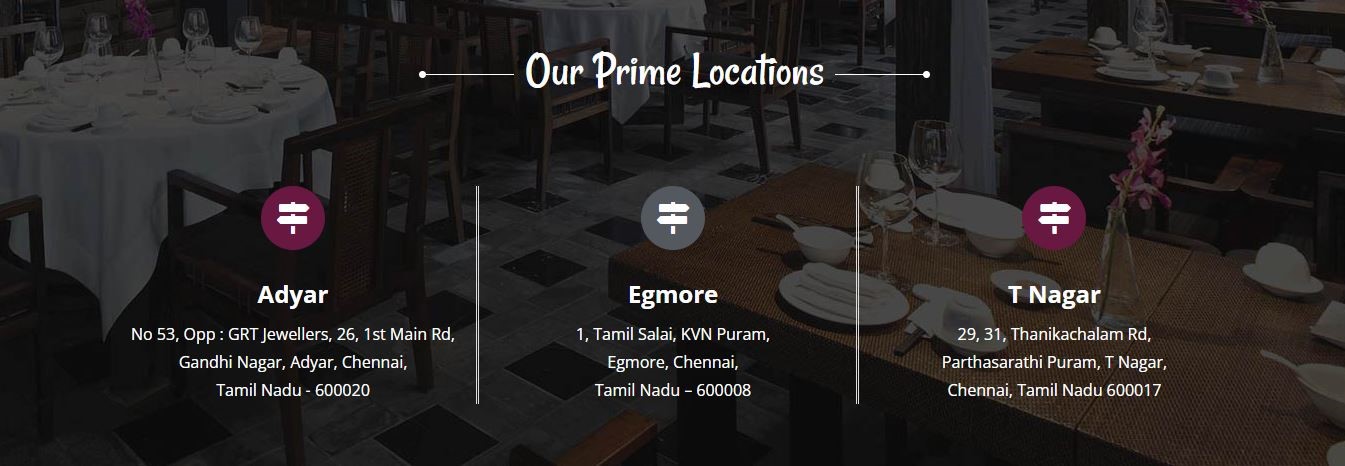 Our Prime Locations
Adyar
No 53, Opp : GRT Jewellers, 26, 1st Main Rd,
Gandhi Nagar, Adyar, Chennai,
Tamil Nadu - 600020
Egmore
1, Tamil Salai, KVN Puram,
Egmore, Chennai,
Tamil Nadu – 600008
T Nagar
29, 31, Thanikachalam Rd,
Parthasarathi Puram, T Nagar,
Chennai, Tamil Nadu 600017